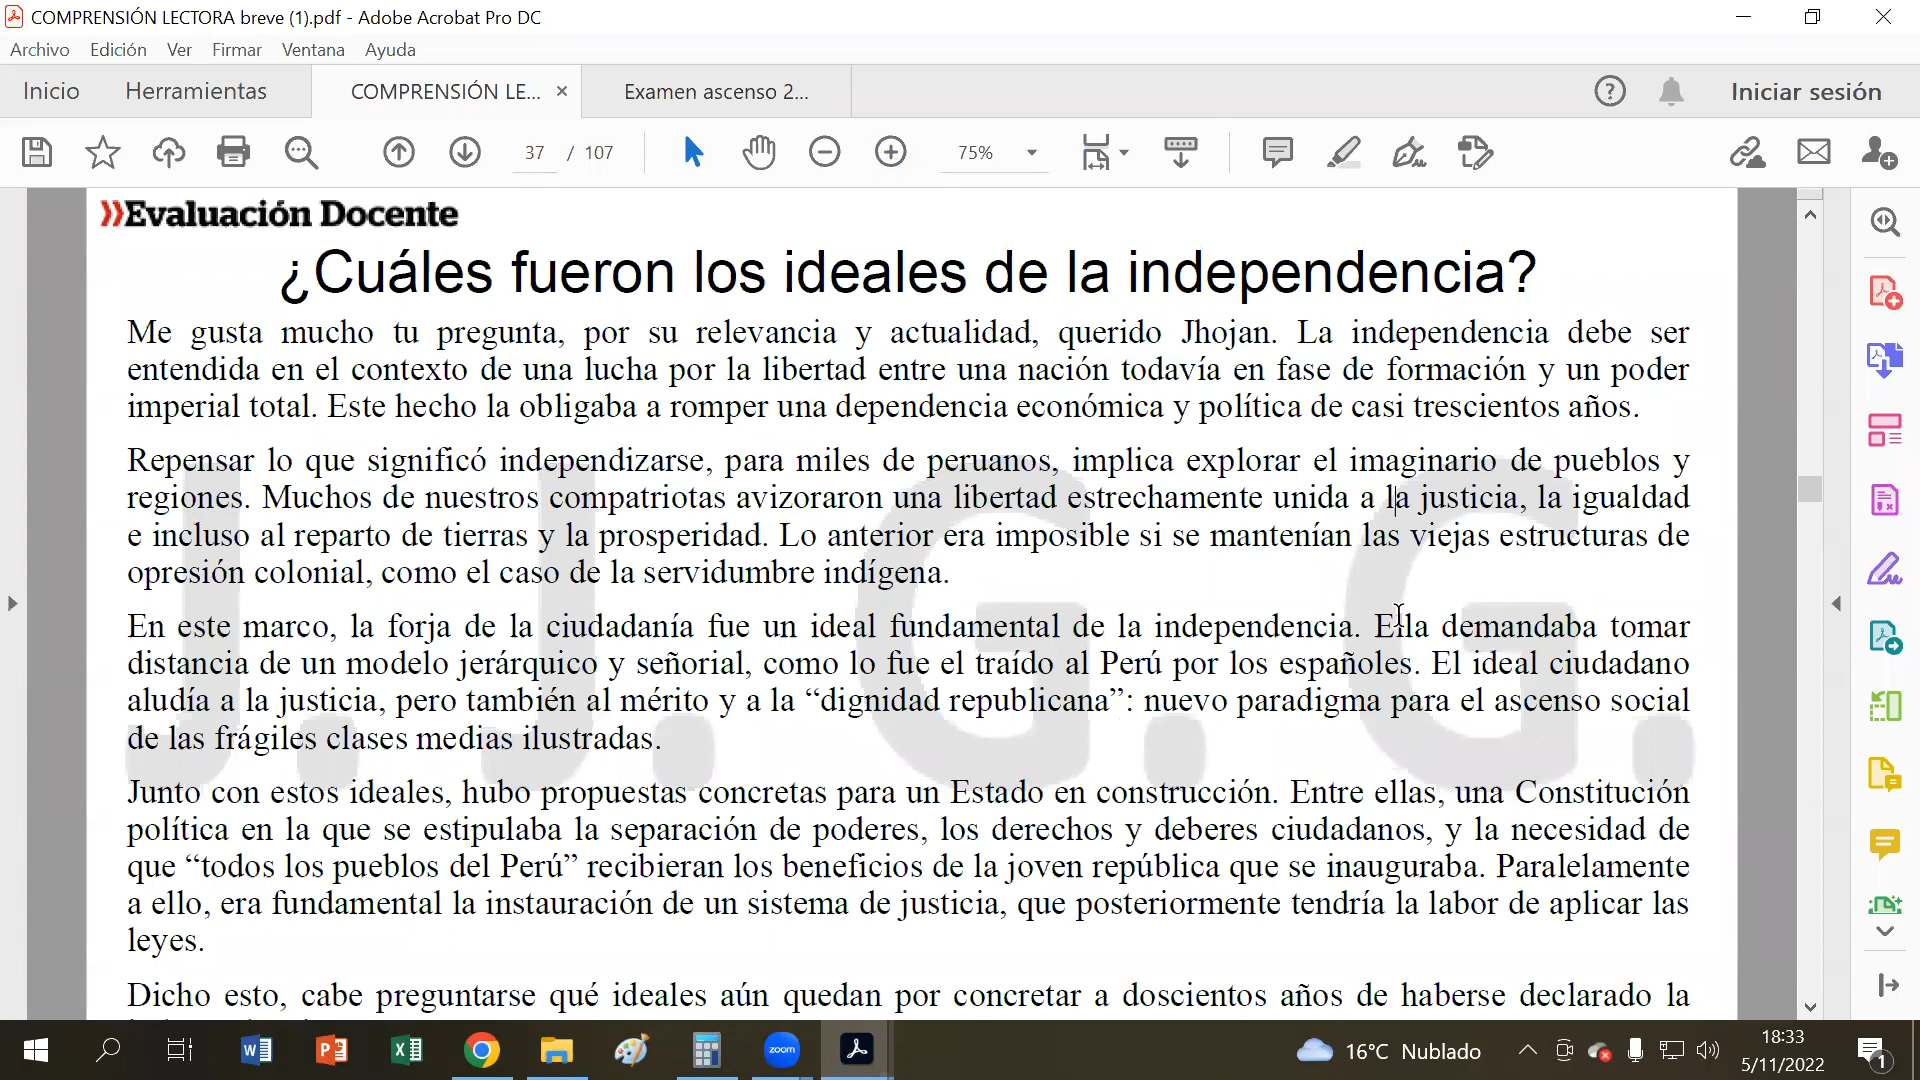 COMPRENSIÓN LECTORA breve (1).pdf - Adobe Acrobat Pro DC
Archivo Edición Ver Firmar Ventana Ayuda
Inicio Herramientas COMPRENSIÓN LE... × Examen ascenso 2... Iniciar sesión
37 / 107 75%
Evaluación Docente
¿Cuáles fueron los ideales de la independencia?
Me gusta mucho tu pregunta, por su relevancia y actualidad, querido Jhojan. La independencia debe ser
entendida en el contexto de una lucha por la libertad entre una nación todavía en fase de formación y un poder
imperial total. Este hecho la obligaba a romper una dependencia económica y política de casi trescientos años.
Repensar lo que significó independizarse, para miles de peruanos, implica explorar el imaginario de pueblos y
regiones. Muchos de nuestros compatriotas avizoraron una libertad estrechamente unida a la justicia, la igualdad
e incluso al reparto de tierras y la prosperidad. Lo anterior era imposible si se mantenían las viejas estructuras de
opresión colonial, como el caso de la servidumbre indígena.
En este marco, la forja de la ciudadanía fue un ideal fundamental de la independencia. Ella demandaba tomar
distancia de un modelo jerárquico y señorial, como lo fue el traído al Perú por los españoles. El ideal ciudadano
aludía a la justicia, pero también al mérito y a la “dignidad republicana”: nuevo paradigma para el ascenso social
de las frágiles clases medias ilustradas.
Junto con estos ideales, hubo propuestas concretas para un Estado en construcción. Entre ellas, una Constitución
política en la que se estipulaba la separación de poderes, los derechos y deberes ciudadanos, y la necesidad de
que “todos los pueblos del Perú” recibieran los beneficios de la joven república que se inauguraba. Paralelamente
a ello, era fundamental la instauración de un sistema de justicia, que posteriormente tendría la labor de aplicar las
leyes.
Dicho esto, cabe preguntarse qué ideales aún quedan por concretar a doscientos años de haberse declarado la
J. J. G. G.
zoom
16°C Nublado
18:33
5/11/2022
1